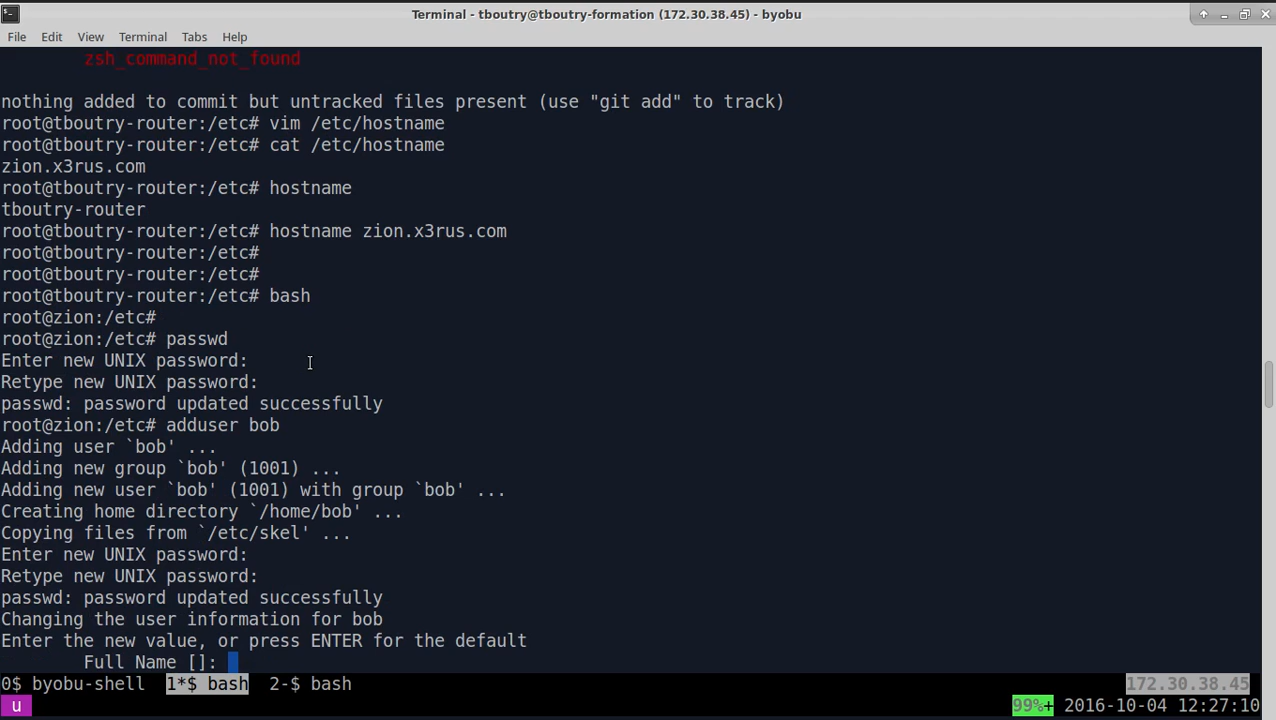 Terminal - tboutry@tboutry-formation (172.30.38.45) - byobu
File Edit View Terminal Tabs Help
zsh_command_not_found
nothing added to commit but untracked files present (use "git add" to track)
root@tboutry-router:/etc# vim /etc/hostname
root@tboutry-router:/etc# cat /etc/hostname
zion.x3rus.com
root@tboutry-router:/etc# hostname
tboutry-router
root@tboutry-router:/etc# hostname zion.x3rus.com
root@tboutry-router:/etc#
root@tboutry-router:/etc#
root@tboutry-router:/etc# bash
root@zion:/etc#
root@zion:/etc# passwd
Enter new UNIX password:
Retype new UNIX password:
passwd: password updated successfully
root@zion:/etc# adduser bob
Adding user `bob' ...
Adding new group `bob' (1001) ...
Adding new user `bob' (1001) with group `bob' ...
Creating home directory `/home/bob' ...
Copying files from `/etc/skel' ...
Enter new UNIX password:
Retype new UNIX password:
passwd: password updated successfully
Changing the user information for bob
Enter the new value, or press ENTER for the default
Full Name []:
0$ byobu-shell 1*$ bash 2-$ bash 172.30.38.45
u 99%+ 2016-10-04 12:27:10